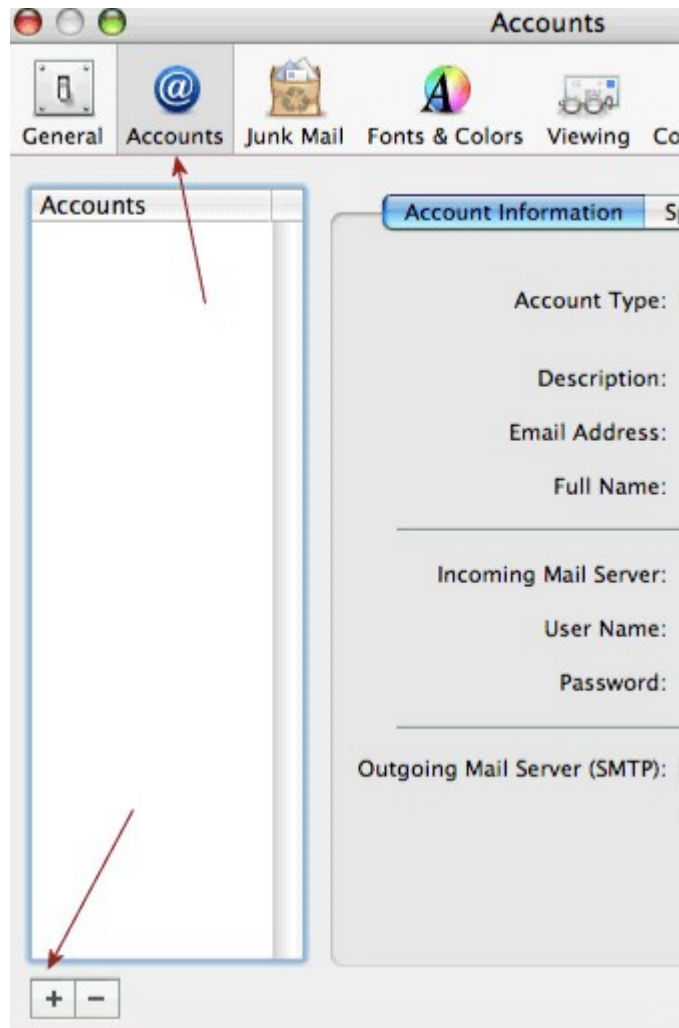 Accounts
General Accounts Junk Mail Fonts & Colors Viewing Co
Accounts
Account Information S
Account Type:
Description:
Email Address:
Full Name:
Incoming Mail Server:
User Name:
Password:
Outgoing Mail Server (SMTP):
+ −